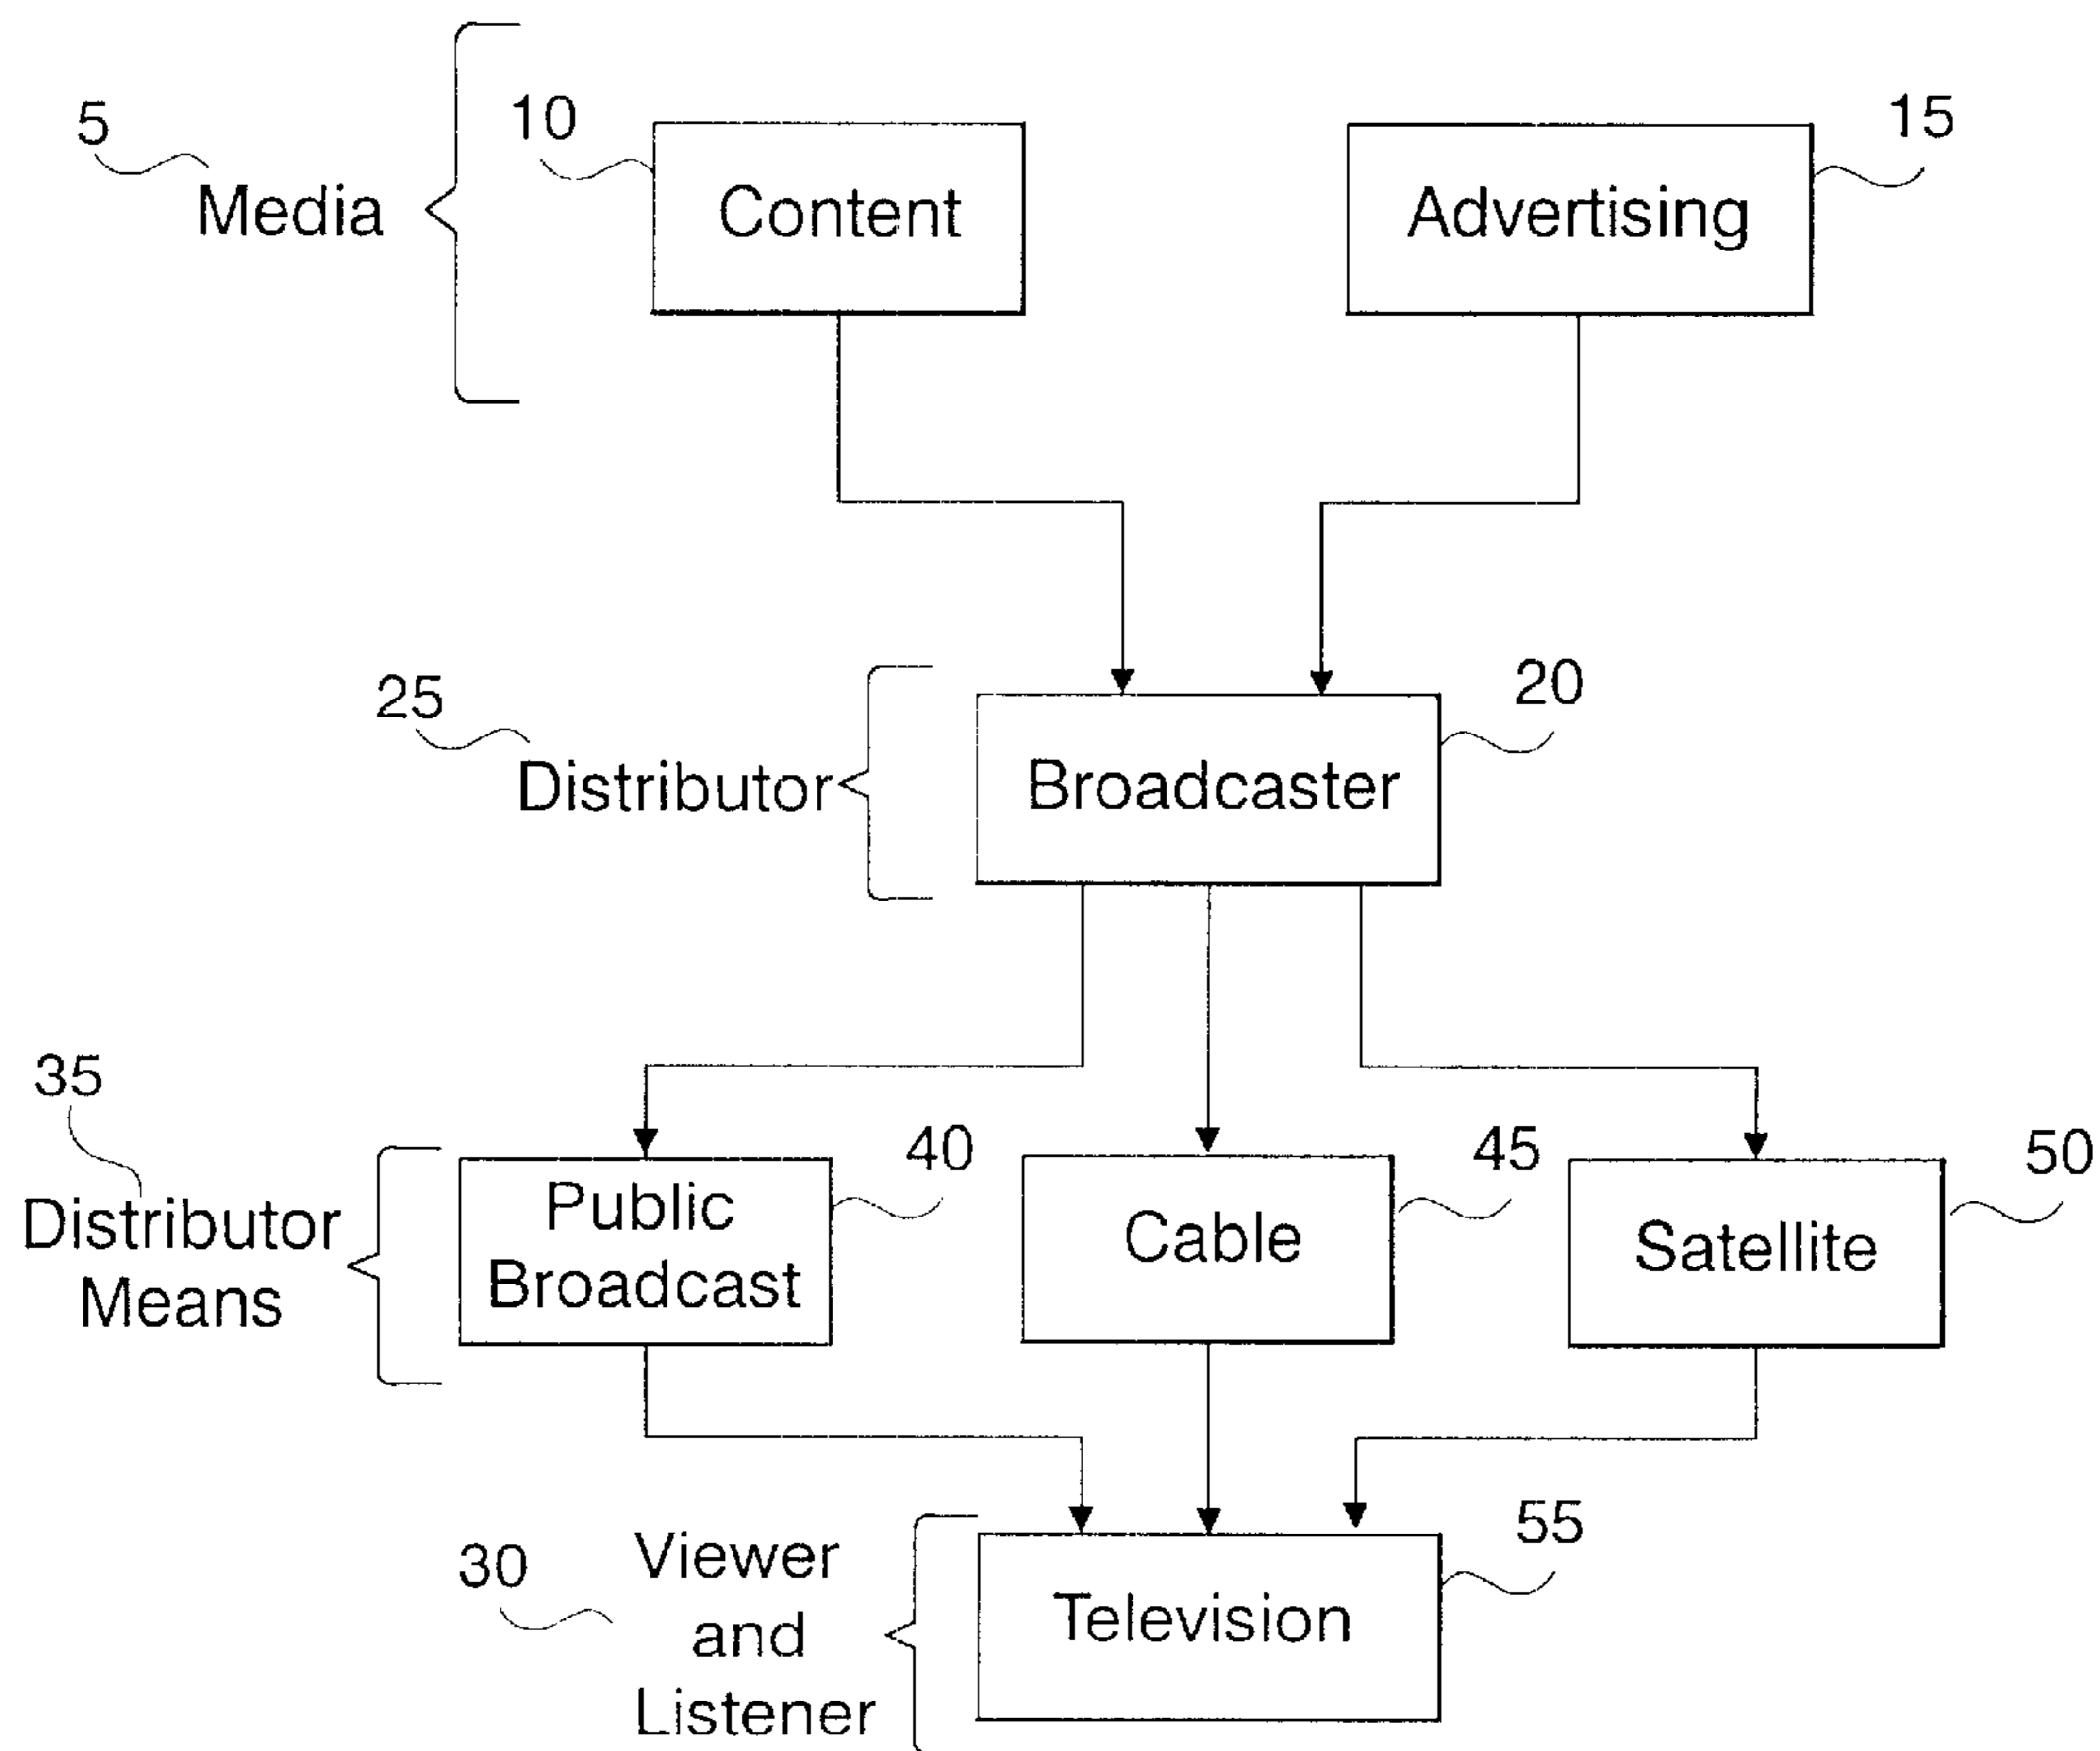 5
10
15
Media
Content
Advertising
25
20
Distributor
Broadcaster
35
40
45
50
Distributor
Means
Public
Broadcast
Cable
Satellite
30
55
Viewer
and
Listener
Television